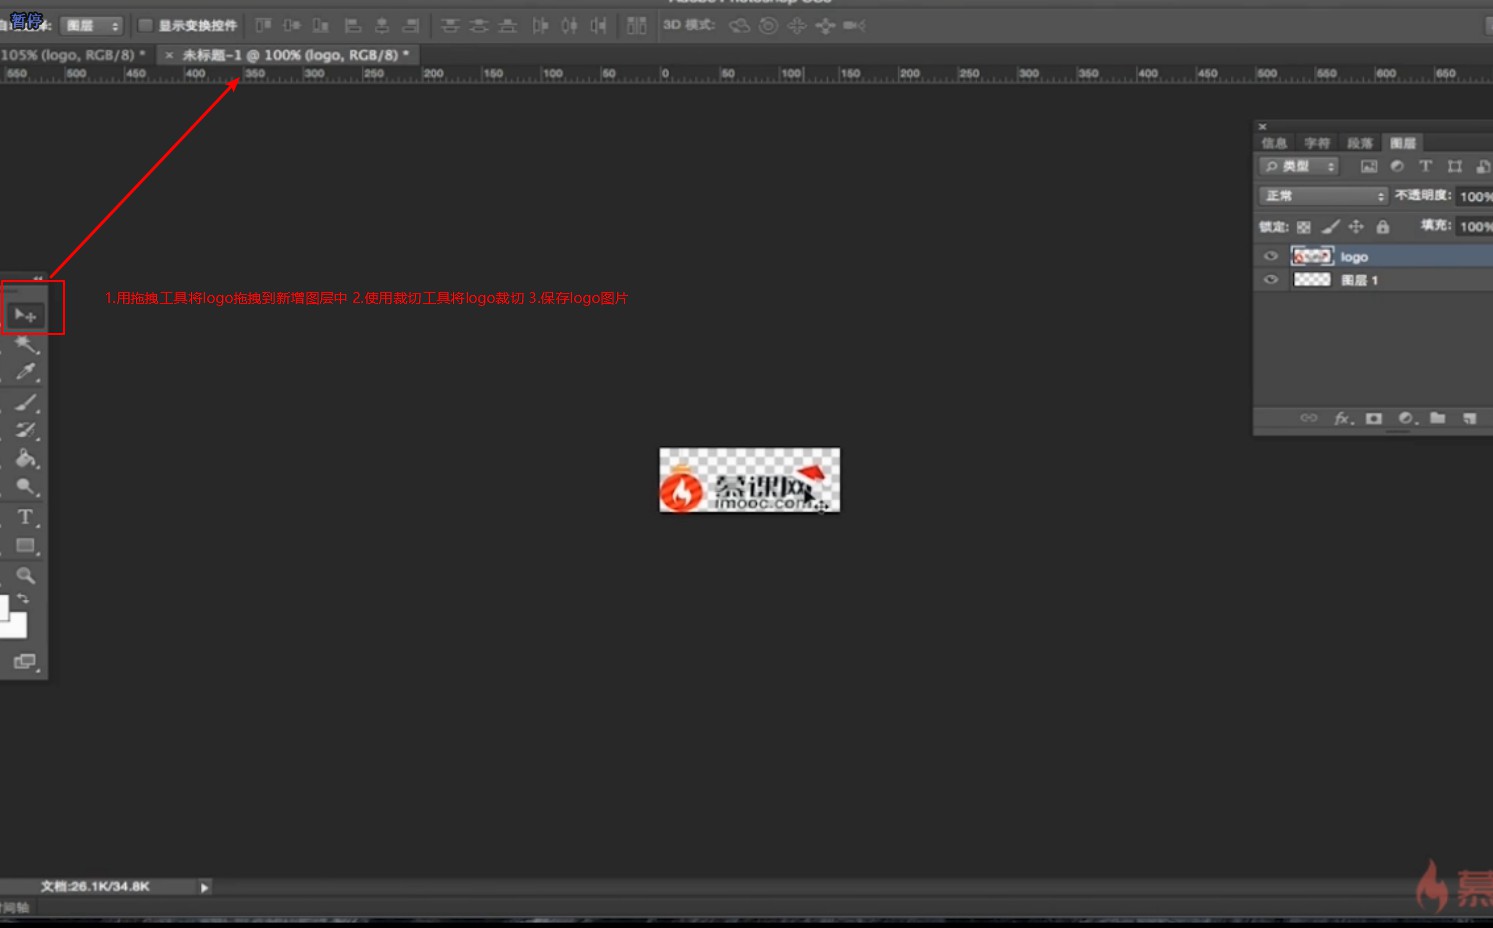 暂停
图层
显示变换控件
3D 模式:
105% (logo, RGB/8) *
× 未标题-1 @ 100% (logo, RGB/8) *
550 500 450 400 350 300 250 200 150 100 50 0 50 100 150 200 250 300 350 400 450 500 550 600 650
信息 字符 段落 图层
类型
正常 不透明度: 100%
锁定: 填充: 100%
logo
图层 1
fx
1.用拖拽工具将logo拖拽到新增图层中 2.使用裁切工具将logo裁切 3.保存logo图片
T
慕课网
imooc.com
文档:26.1K/34.8K
时间轴
慕